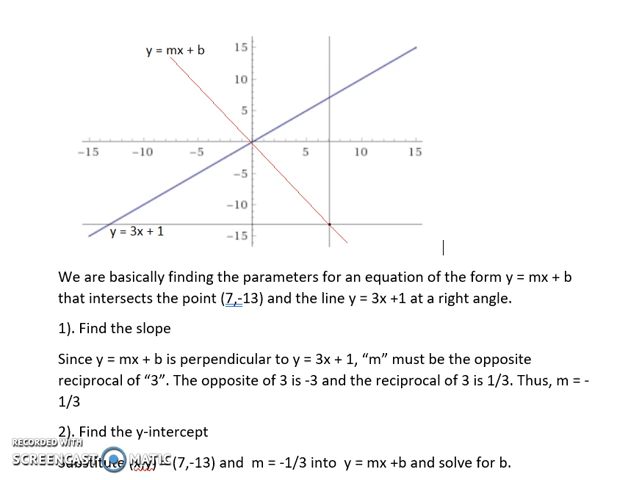 y = mx + b
15
10
5
-15 -10 -5 5 10 15
-5
-10
y = 3x + 1
-15
We are basically finding the parameters for an equation of the form y = mx + b
that intersects the point (7,-13) and the line y = 3x +1 at a right angle.
1). Find the slope
Since y = mx + b is perpendicular to y = 3x + 1, “m” must be the opposite
reciprocal of “3”. The opposite of 3 is -3 and the reciprocal of 3 is 1/3. Thus, m = -
1/3
2). Find the y-intercept
RECORDED WITH
SCREENCAST O MATIC
Substitute (x,y) = (7,-13) and m = -1/3 into y = mx +b and solve for b.